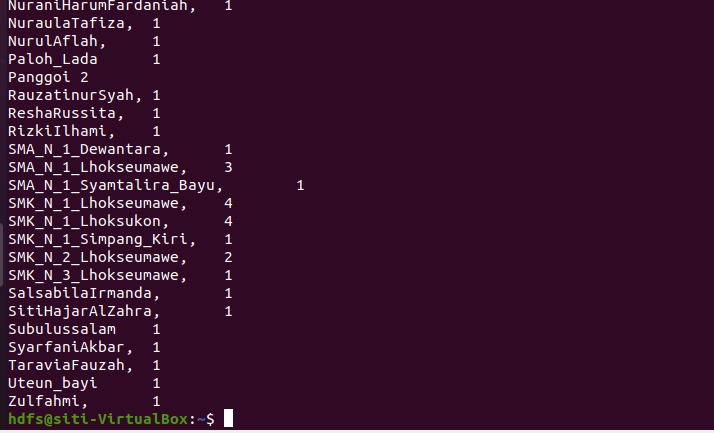 NuraniHarumFardaniah,	1
NuraulaTafiza,	1
NurulAflah,	1
Paloh_Lada	1
Panggoi	2
RauzatinurSyah,	1
ReshaRussita,	1
RizkiIlhami,	1
SMA_N_1_Dewantara,	1
SMA_N_1_Lhokseumawe,	3
SMA_N_1_Syamtalira_Bayu,	1
SMK_N_1_Lhokseumawe,	4
SMK_N_1_Lhoksukon,	4
SMK_N_1_Simpang_Kiri,	1
SMK_N_2_Lhokseumawe,	2
SMK_N_3_Lhokseumawe,	1
SalsabilaIrmanda,	1
SitiHajarAlZahra,	1
Subulussalam	1
SyarfaniAkbar,	1
TaraviaFauzah,	1
Uteun_bayi	1
Zulfahmi,	1
hdfs@siti-VirtualBox:~$